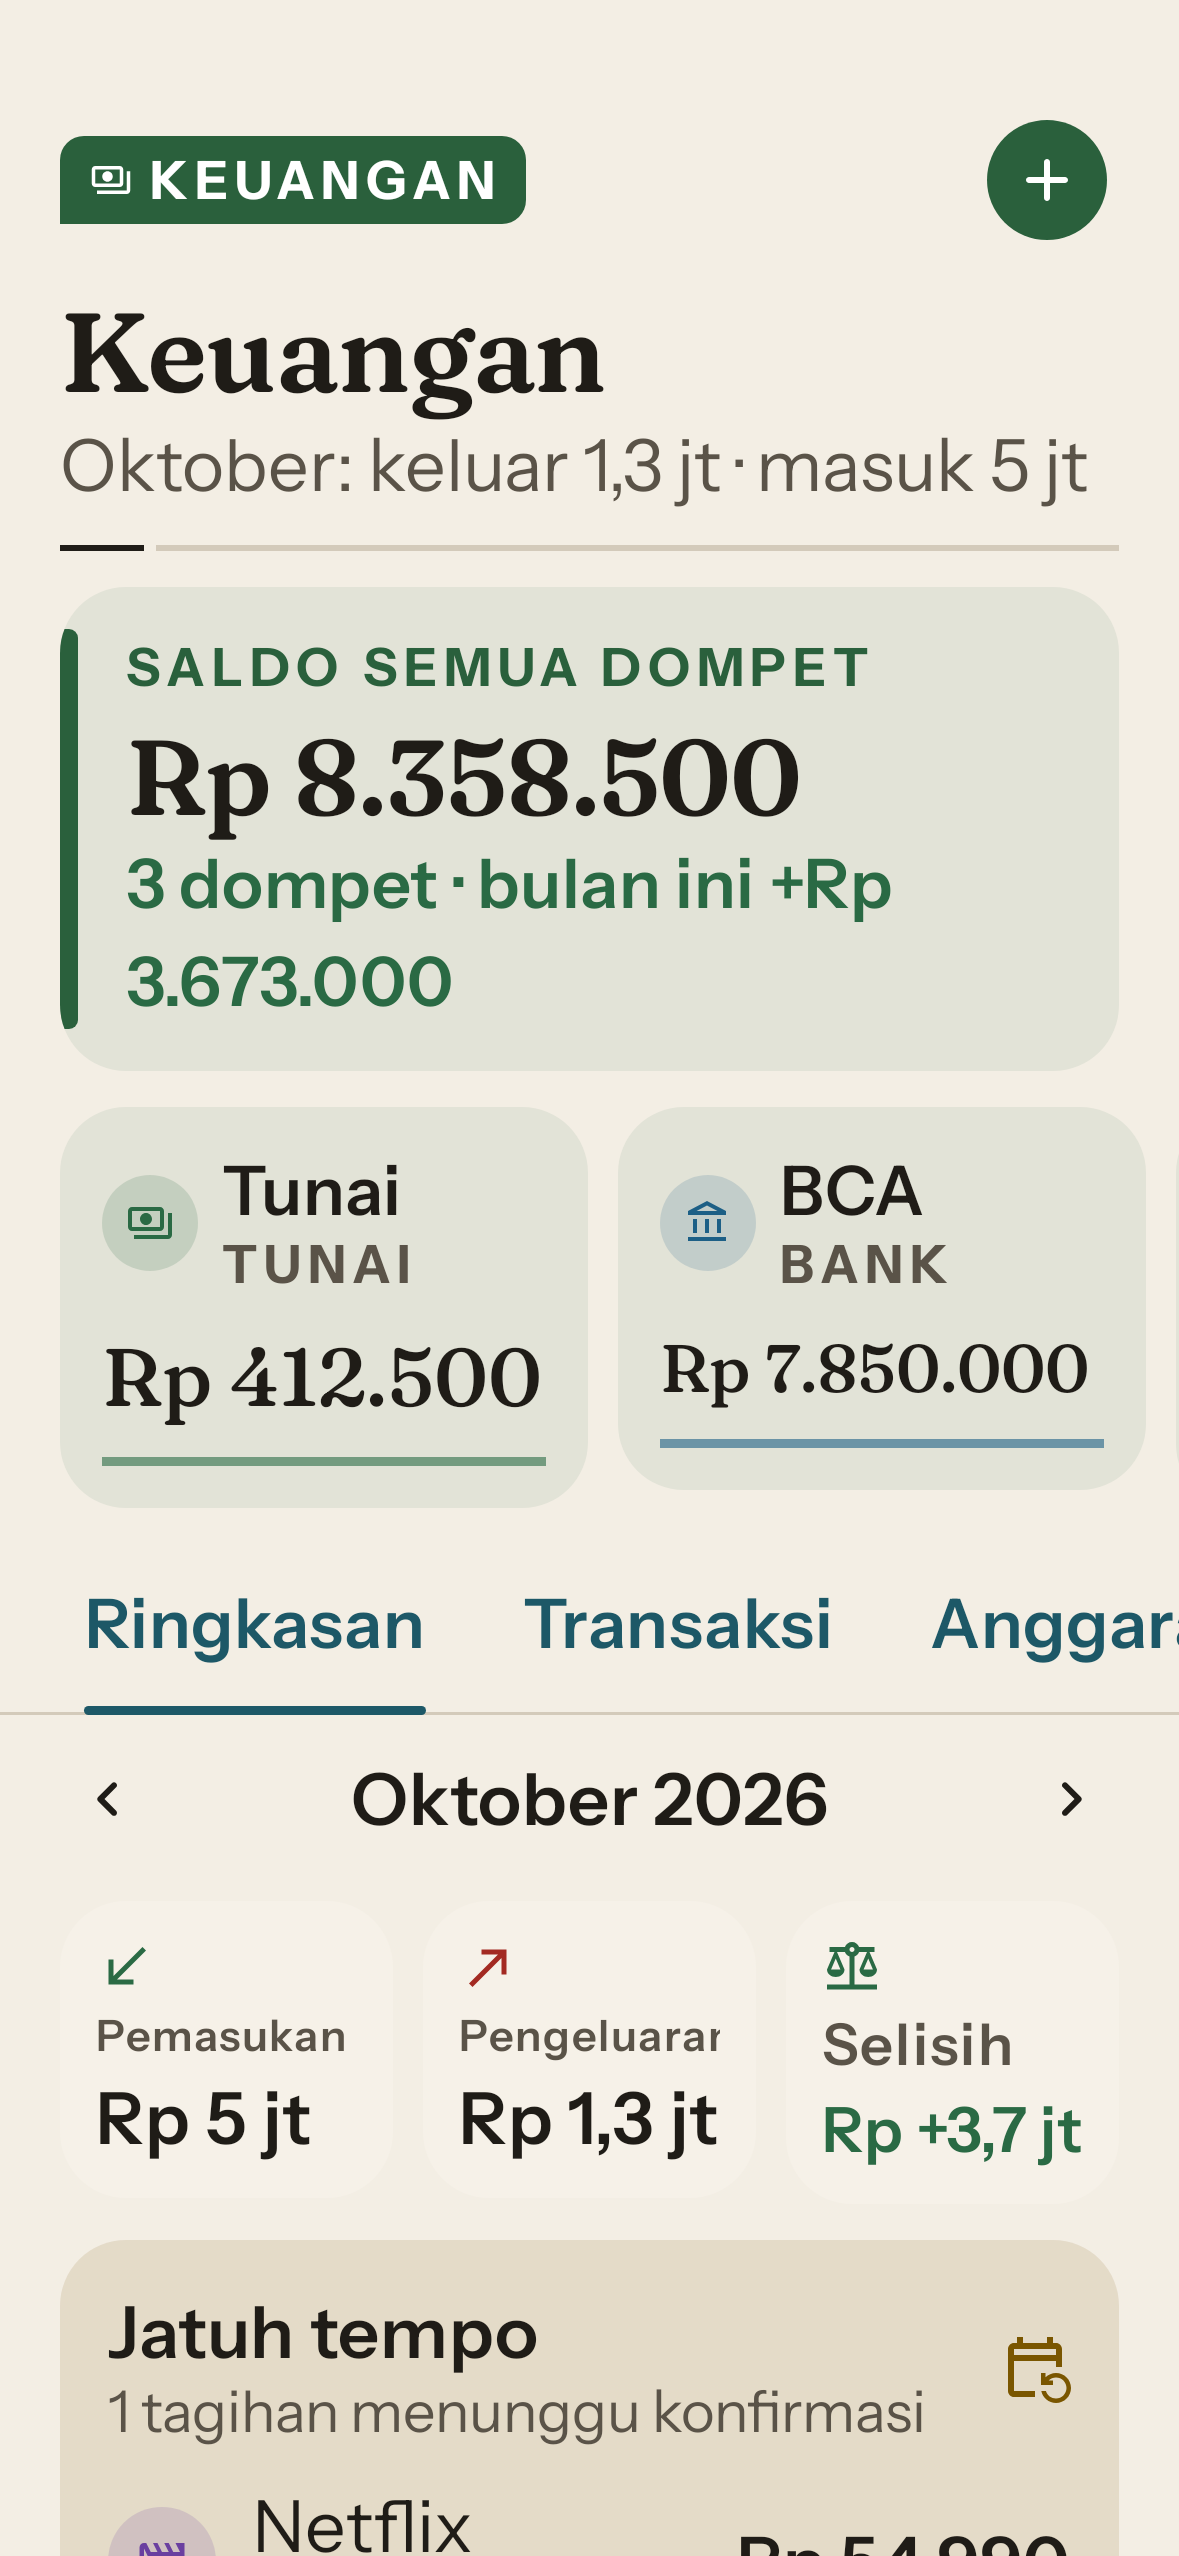 KEUANGAN
Keuangan
Oktober: keluar 1,3 jt · masuk 5 jt
SALDO SEMUA DOMPET
Rp 8.358.500
3 dompet · bulan ini +Rp
3.673.000
Tunai
TUNAI
Rp 412.500
BCA
BANK
Rp 7.850.000
Ringkasan
Transaksi
Oktober 2026
Pemasukan
Rp 5 jt
Rp 1,3 jt
Selisih
Rp +3,7 jt
Jatuh tempo
1 tagihan menunggu konfirmasi
Netflix
Rp 54.990